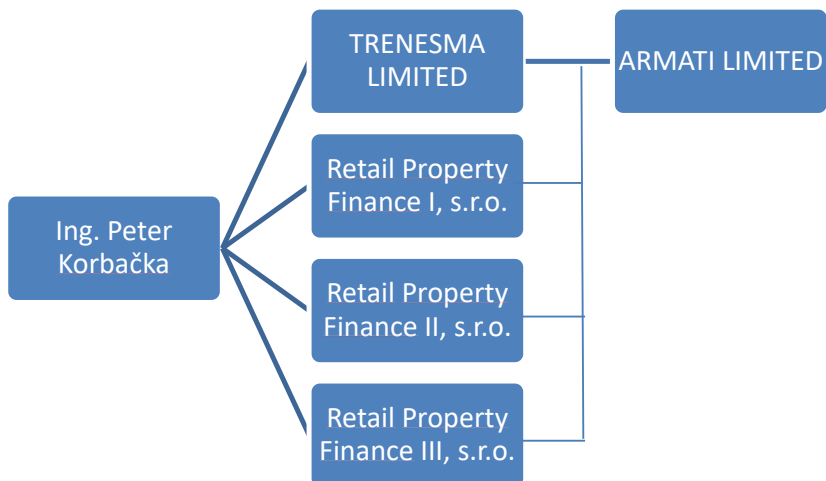 TRENESMA
LIMITED
ARMATI LIMITED
Retail Property
Finance I, s.r.o.
Ing. Peter
Korbačka
Retail Property
Finance II, s.r.o.
Retail Property
Finance III, s.r.o.